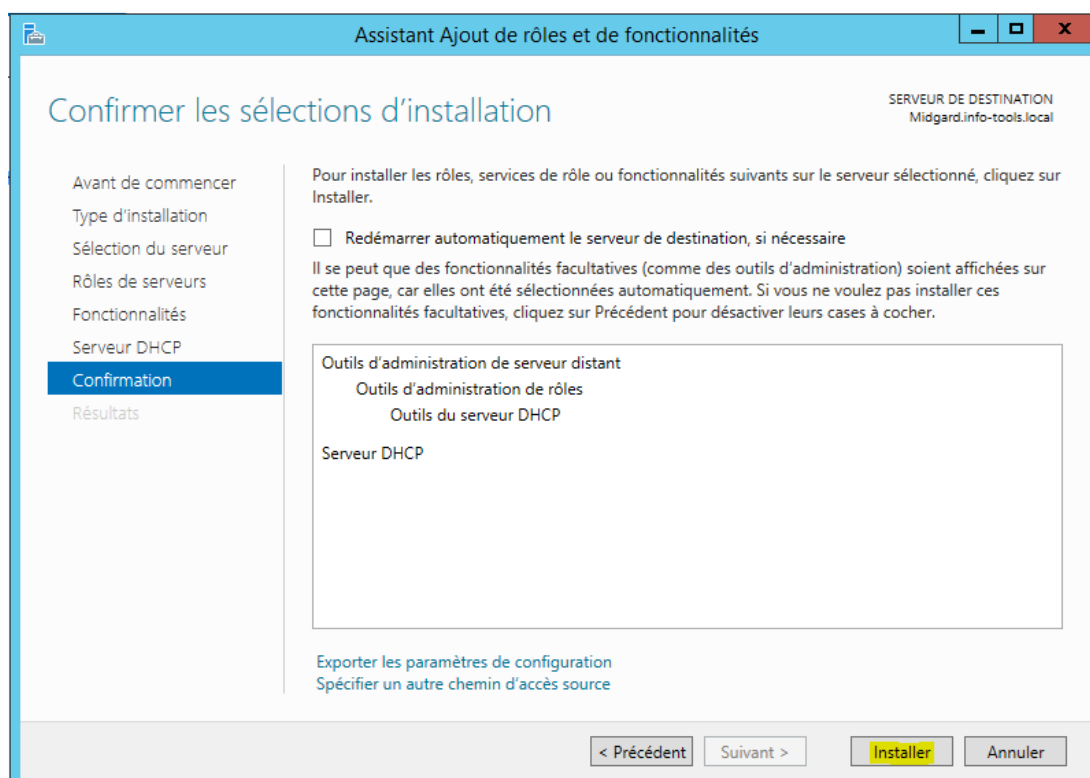 Assistant Ajout de rôles et de fonctionnalités
Confirmer les sélections d'installation
SERVEUR DE DESTINATION
Midgard.info-tools.local
Avant de commencer
Type d'installation
Sélection du serveur
Rôles de serveurs
Fonctionnalités
Serveur DHCP
Confirmation
Résultats
Pour installer les rôles, services de rôle ou fonctionnalités suivants sur le serveur sélectionné, cliquez sur
Installer.
Redémarrer automatiquement le serveur de destination, si nécessaire
Il se peut que des fonctionnalités facultatives (comme des outils d'administration) soient affichées sur
cette page, car elles ont été sélectionnées automatiquement. Si vous ne voulez pas installer ces
fonctionnalités facultatives, cliquez sur Précédent pour désactiver leurs cases à cocher.
Outils d'administration de serveur distant
Outils d'administration de rôles
Outils du serveur DHCP
Serveur DHCP
Exporter les paramètres de configuration
Spécifier un autre chemin d'accès source
< Précédent
Suivant >
Installer
Annuler